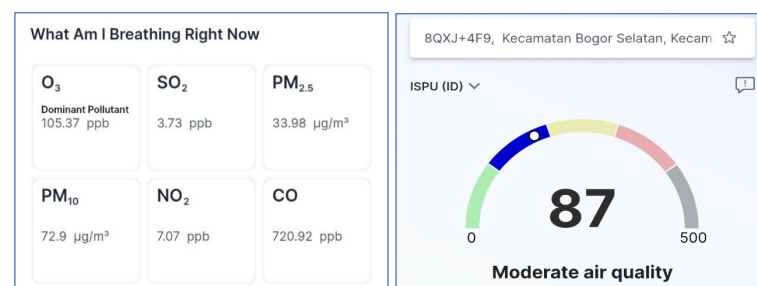 What Am I Breathing Right Now
O₃
Dominant Pollutant
105.37 ppb
SO₂
3.73 ppb
PM₂.₅
33.98 µg/m³
PM₁₀
72.9 µg/m³
NO₂
7.07 ppb
CO
720.92 ppb
8QXJ+4F9, Kecamatan Bogor Selatan, Kecam
ISPU (ID)
87
0
500
Moderate air quality